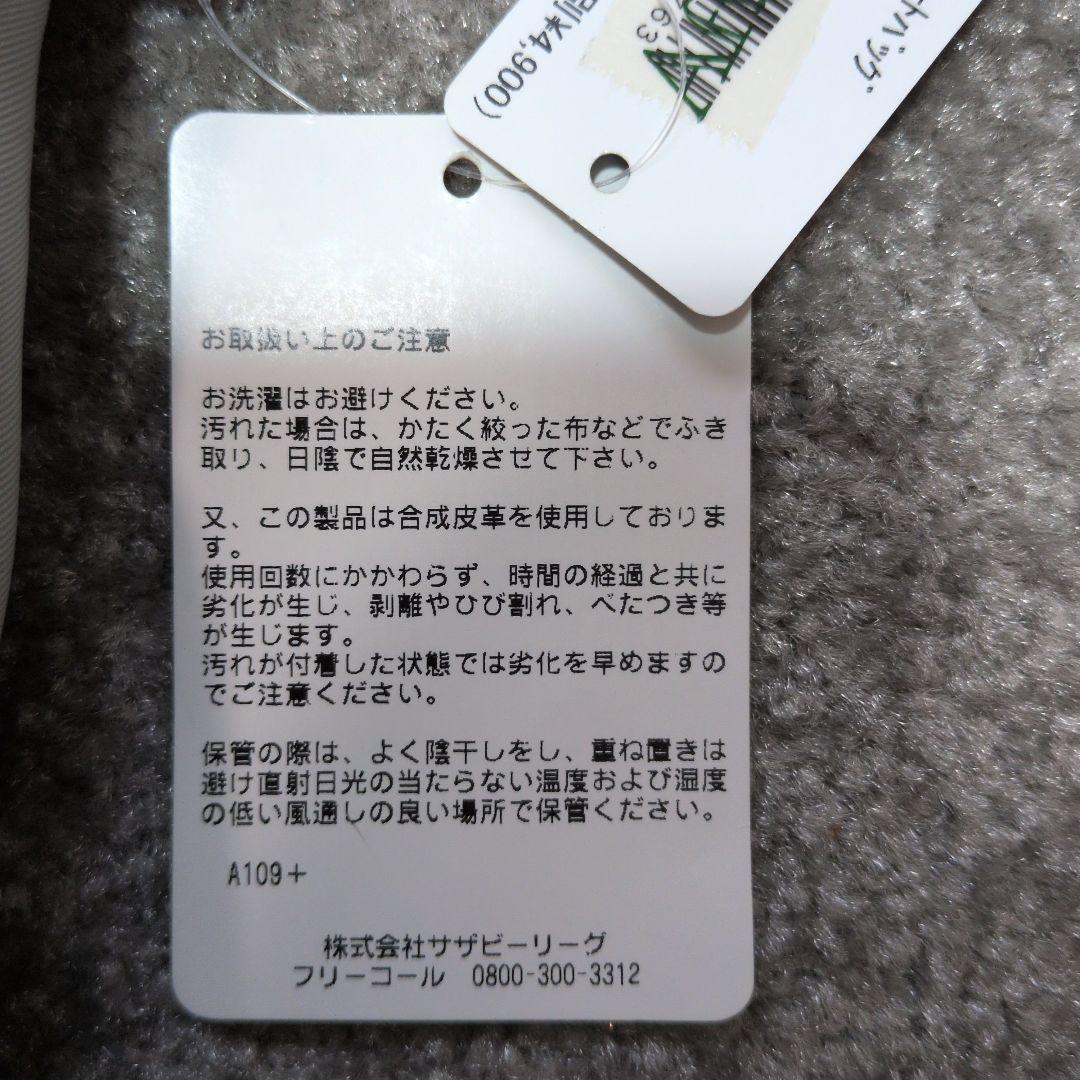 ートバッグ
63
¥4,900)
お取扱い上のご注意
お洗濯はお避けください。
汚れた場合は、かたく絞った布などでふき
取り、日陰で自然乾燥させて下さい。
又、この製品は合成皮革を使用しておりま
す。
使用回数にかかわらず、時間の経過と共に
劣化が生じ、剥離やひび割れ、べたつき等
が生じます。
汚れが付着した状態では劣化を早めますの
でご注意ください。
保管の際は、よく陰干しをし、重ね置きは
避け直射日光の当たらない温度および湿度
の低い風通しの良い場所で保管ください。
A109+
株式会社サザビーリーグ
フリーコール 0800-300-3312